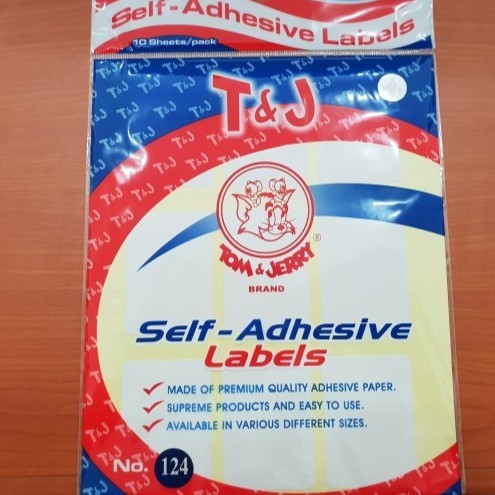 Self-Adhesive Labels
10 Sheets/pack
T&J
TOM & JERRY ®
BRAND
Self-Adhesive
Labels
MADE OF PREMIUM QUALITY ADHESIVE PAPER.
SUPREME PRODUCTS AND EASY TO USE.
AVAILABLE IN VARIOUS DIFFERENT SIZES.
No. 124